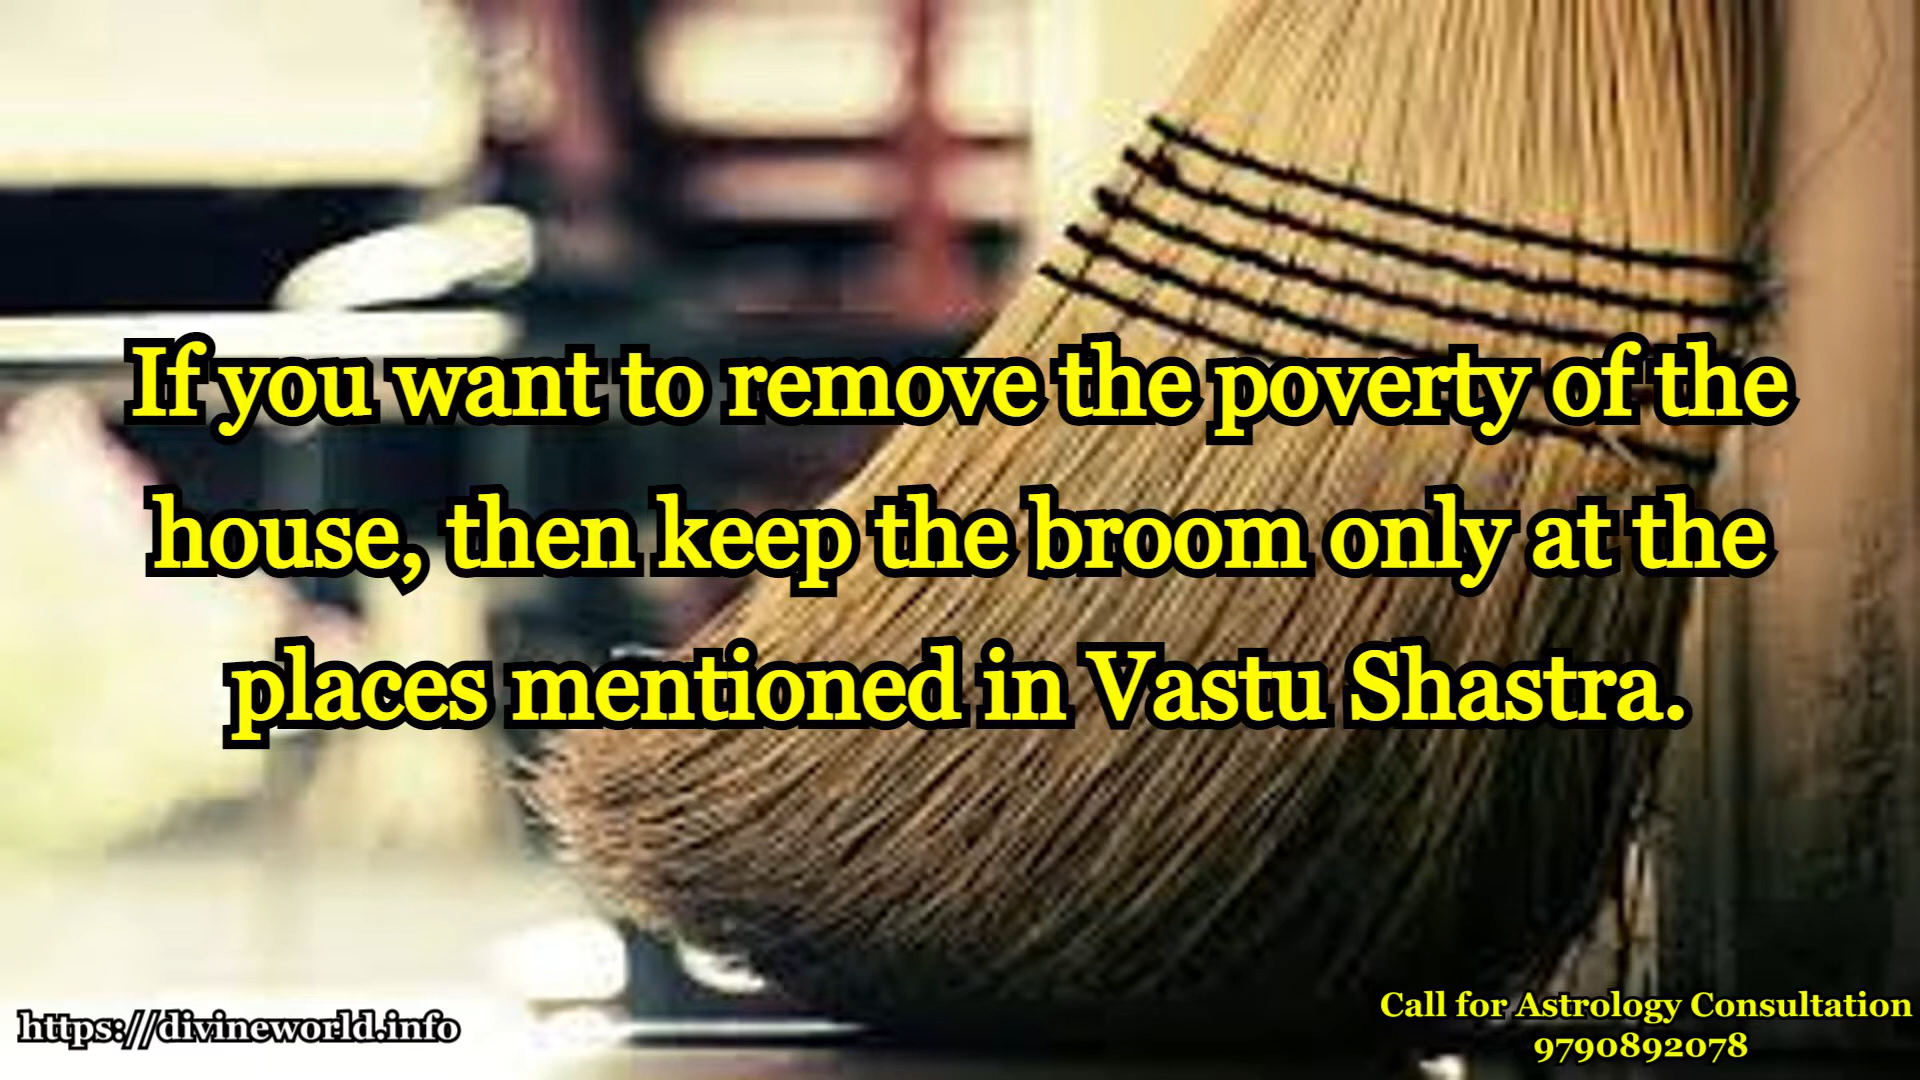 If you want to remove the poverty of the
house, then keep the broom only at the
places mentioned in Vastu Shastra.
https://divineworld.info
Call for Astrology Consultation
9790892078